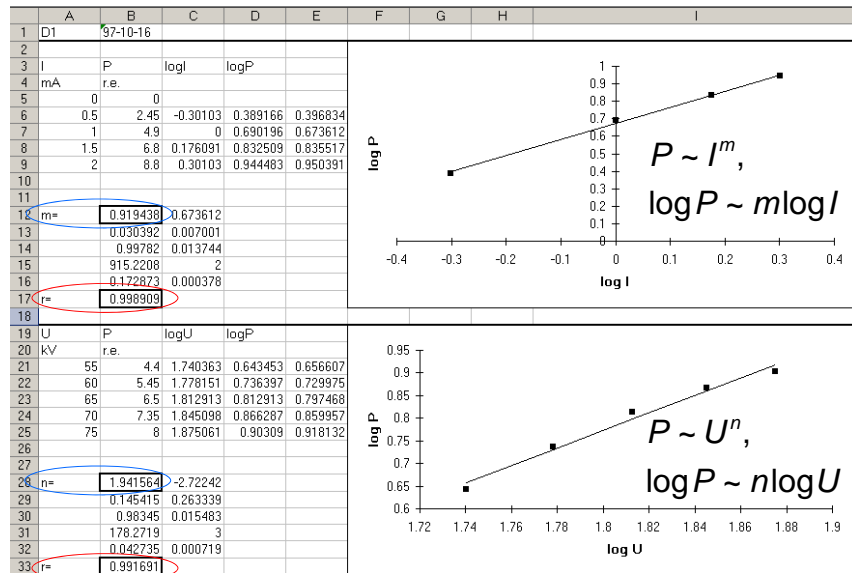 A B C D E F G H I
1 D1 97-10-16
2
3 I P logI logP
4 mA r.e.
5 0 0
6 0.5 2.45 -0.30103 0.389166 0.396834
7 1 4.9 0 0.690196 0.673612
8 1.5 6.8 0.176091 0.832509 0.835517
9 2 8.8 0.30103 0.944483 0.950391
10
11
12 m= 0.919438 0.673612
13 0.030392 0.007001
14 0.99782 0.013744
15 915.2208 2
16 0.172873 0.000378
17 r= 0.998909
18
1
0.9
0.8
0.7
0.6
0.5
0.4
0.3
0.2
0.1
0
log P
P ~ I^m,
logP ~ mlogI
-0.4 -0.3 -0.2 -0.1 0 0.1 0.2 0.3 0.4
log I
19 U P logU logP
20 kV r.e.
21 55 4.4 1.740363 0.643453 0.656607
22 60 5.45 1.778151 0.736397 0.729975
23 65 6.5 1.812913 0.812913 0.797468
24 70 7.35 1.845098 0.866287 0.859957
25 75 8 1.875061 0.90309 0.918132
26
27
28 n= 1.941564 -2.72242
29 0.145415 0.263339
30 0.98345 0.015483
31 178.2719 3
32 0.042735 0.000719
33 r= 0.991691
0.95
0.9
0.85
0.8
0.75
0.7
0.65
0.6
log P
P ~ U^n,
logP ~ nlogU
1.72 1.74 1.76 1.78 1.8 1.82 1.84 1.86 1.88 1.9
log U